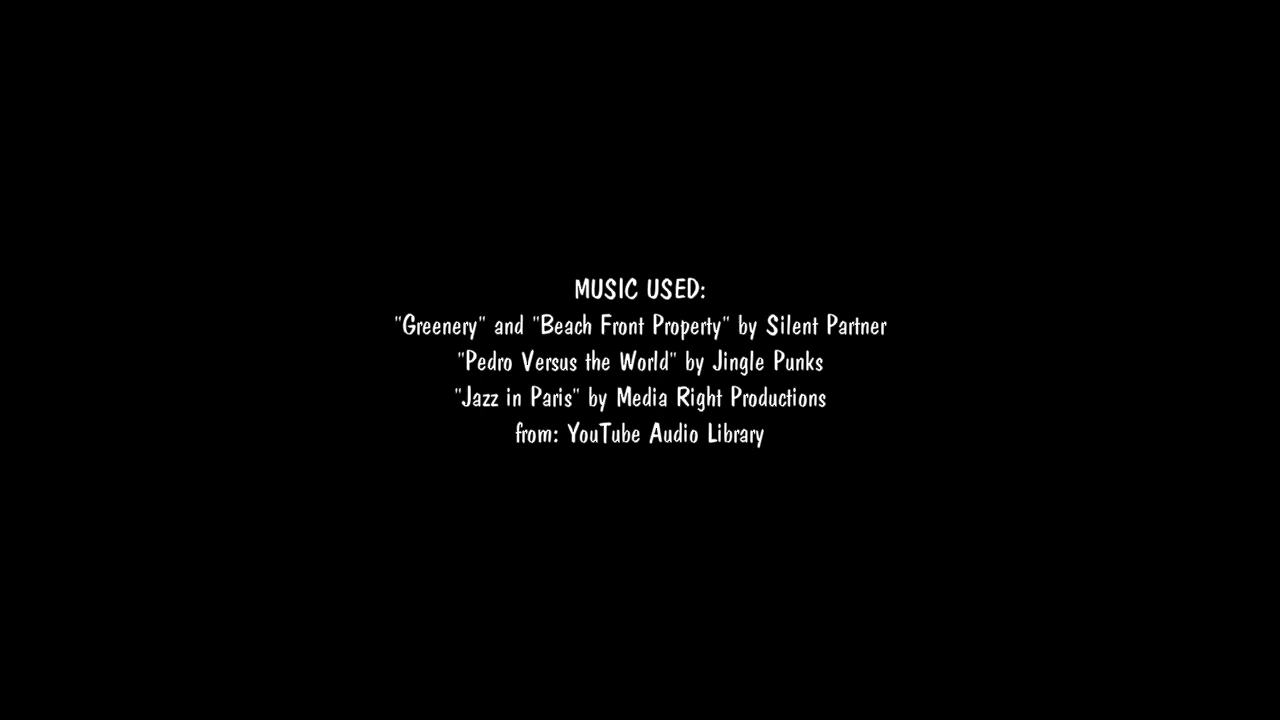 MUSIC USED:
"Greenery" and "Beach Front Property" by Silent Partner
"Pedro Versus the World" by Jingle Punks
"Jazz in Paris" by Media Right Productions
from: YouTube Audio Library